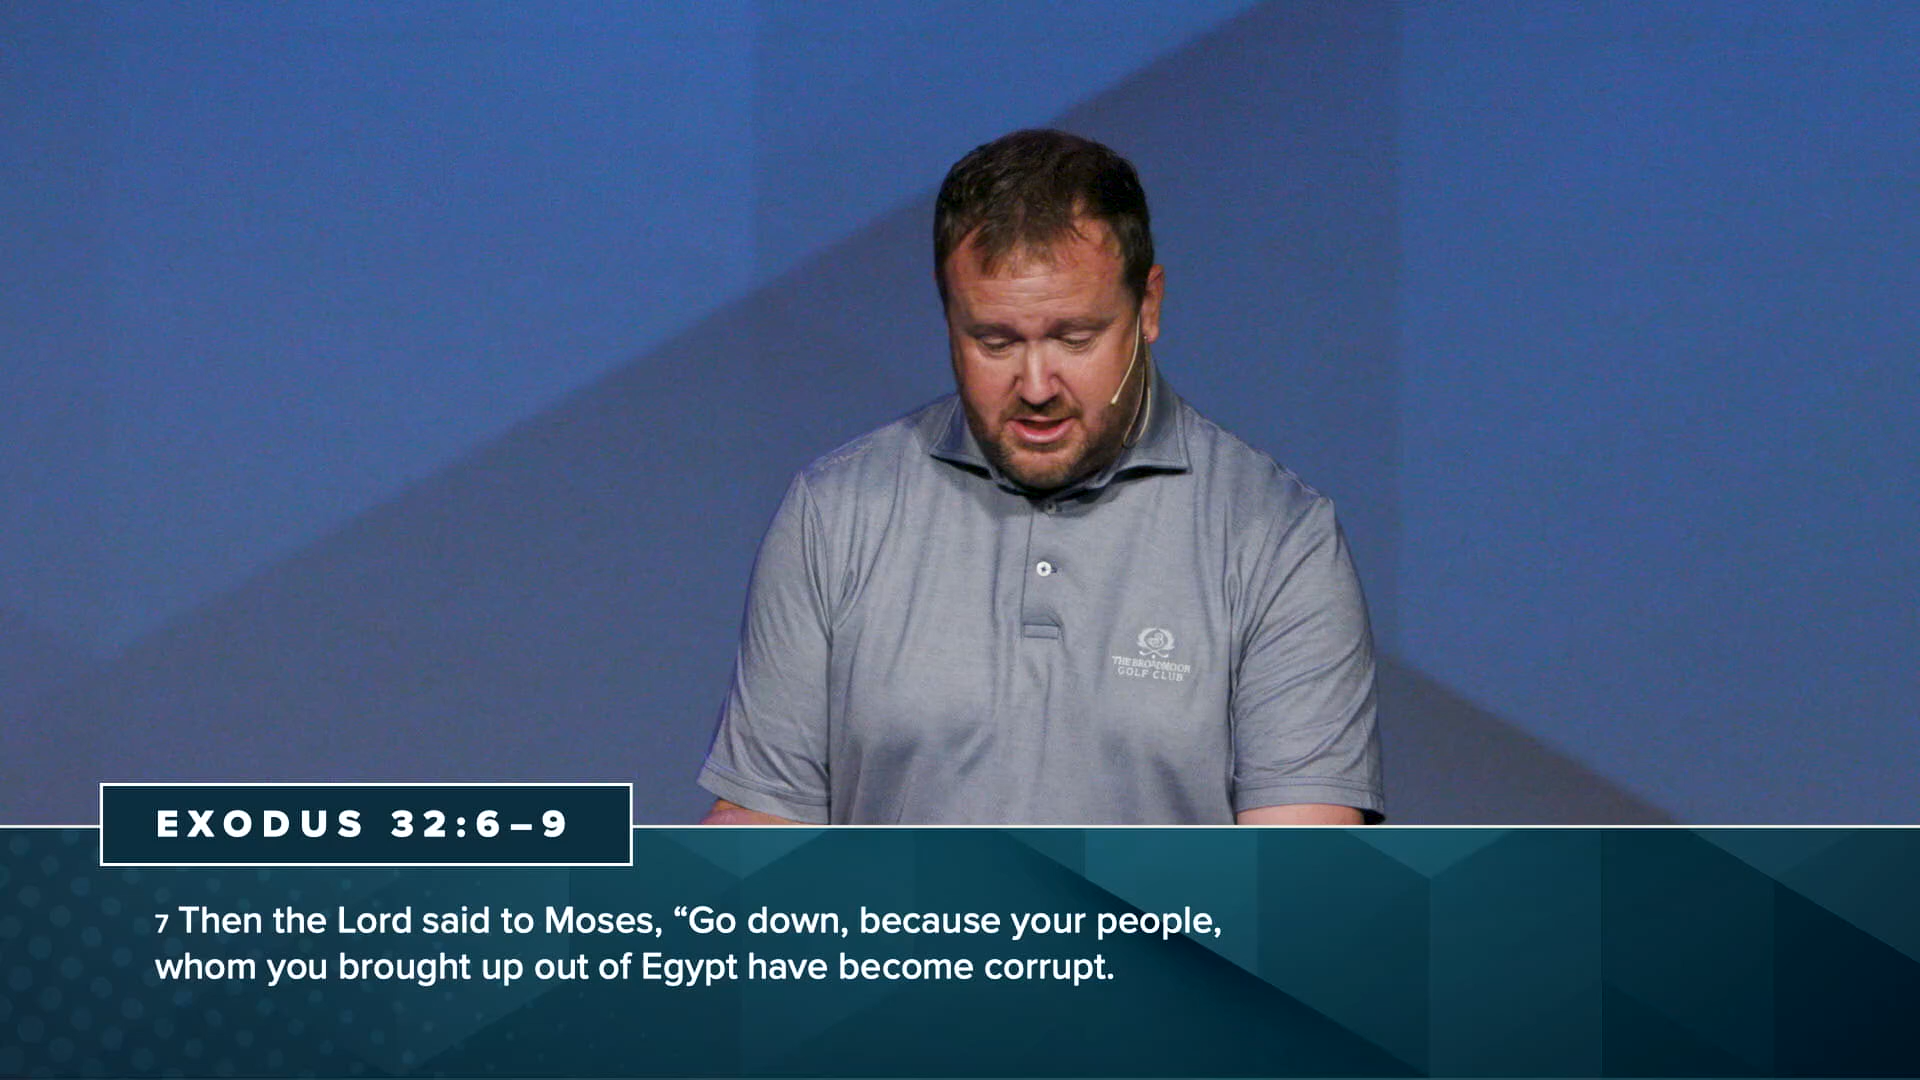 THE BROADMOOR
GOLF CLUB
EXODUS 32:6–9
7 Then the Lord said to Moses, “Go down, because your people,
whom you brought up out of Egypt have become corrupt.